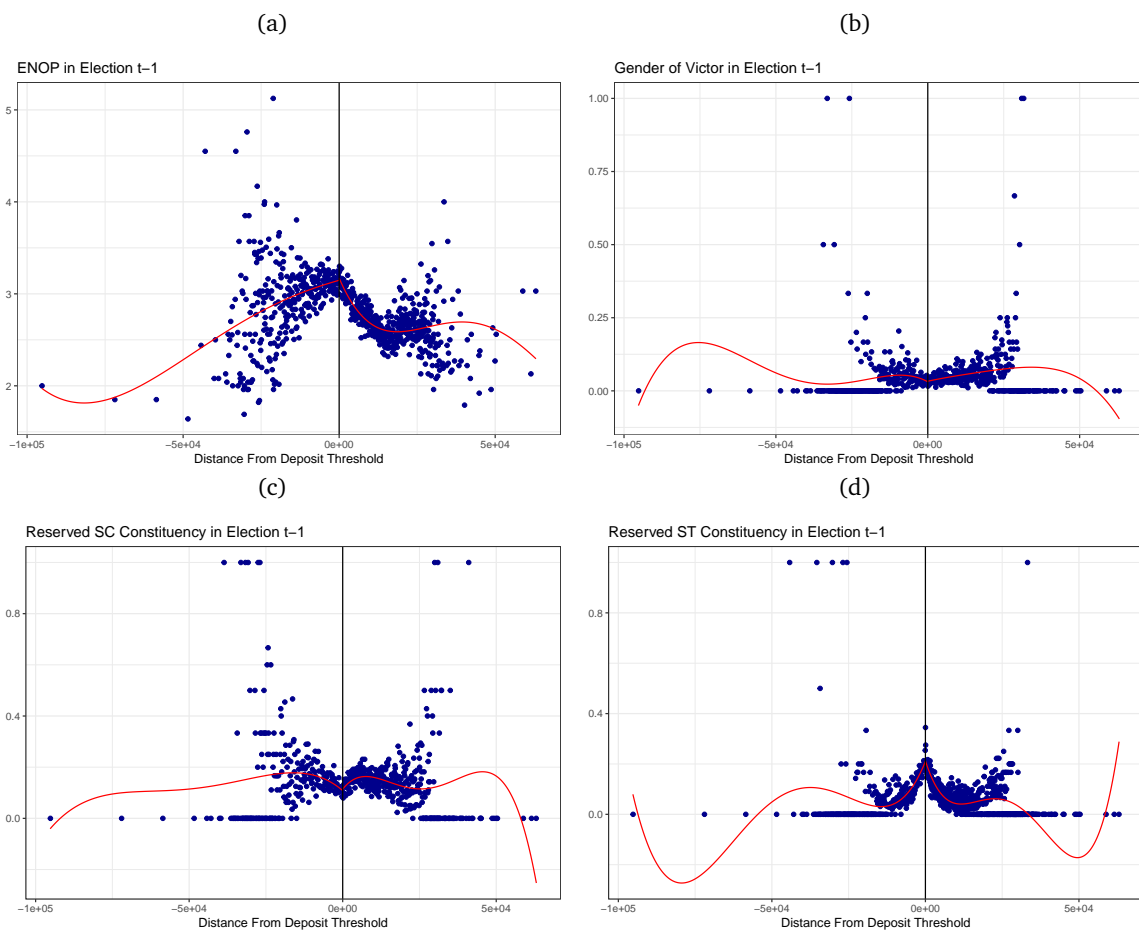 (a)
(b)
ENOP in Election t−1
Gender of Victor in Election t−1
5
4
3
2
1.00
0.75
0.50
0.25
0.00
−1e+05
−5e+04
0e+00
5e+04
−1e+05
−5e+04
0e+00
5e+04
Distance From Deposit Threshold
Distance From Deposit Threshold
(c)
(d)
Reserved SC Constituency in Election t−1
Reserved ST Constituency in Election t−1
0.8
0.4
0.0
0.8
0.4
0.0
−1e+05
−5e+04
0e+00
5e+04
−1e+05
−5e+04
0e+00
5e+04
Distance From Deposit Threshold
Distance From Deposit Threshold